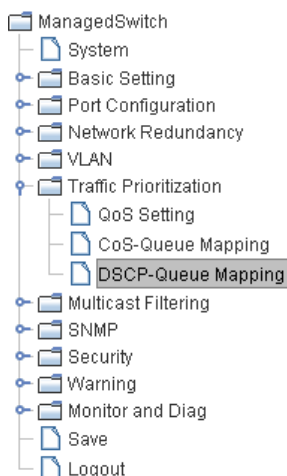 ManagedSwitch
System
Basic Setting
Port Configuration
Network Redundancy
VLAN
Traffic Prioritization
QoS Setting
CoS-Queue Mapping
DSCP-Queue Mapping
Multicast Filtering
SNMP
Security
Warning
Monitor and Diag
Save
Logout